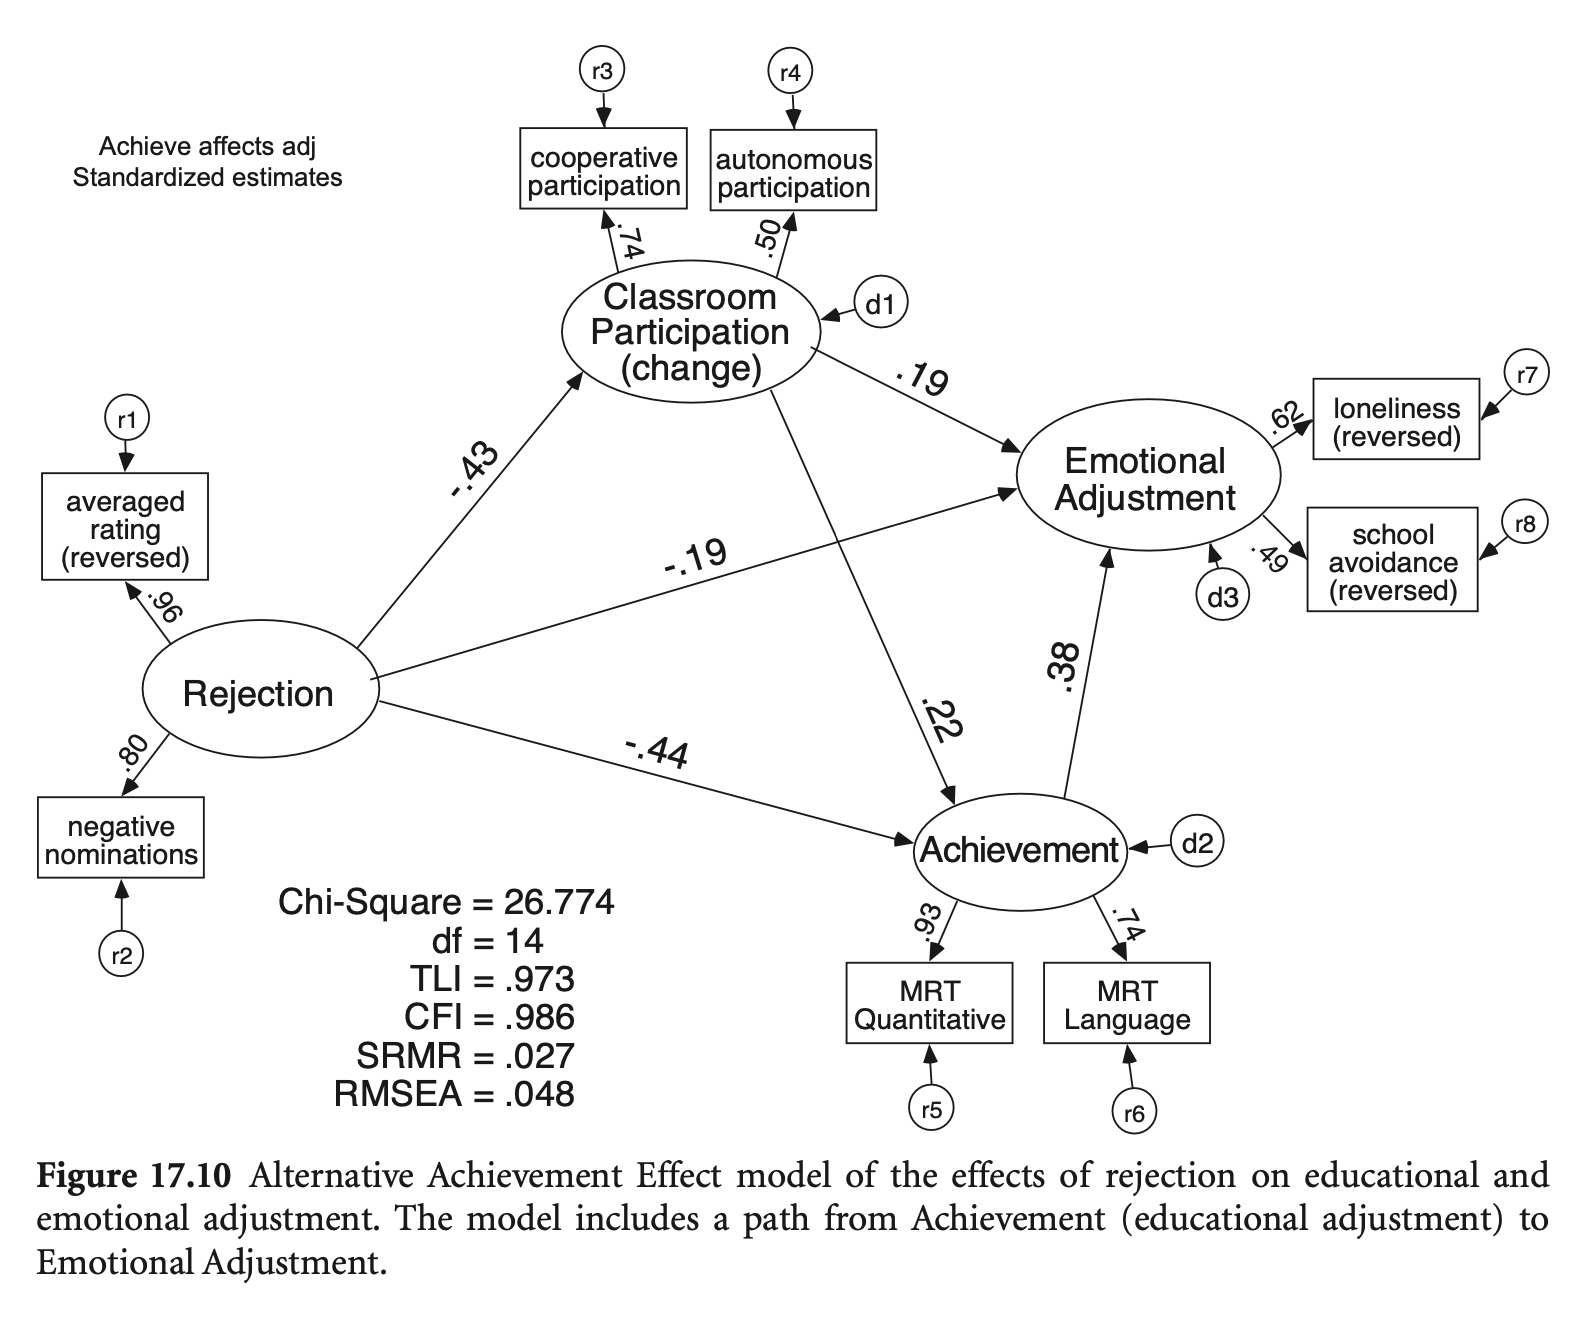 r3
r4
Achieve affects adj
Standardized estimates
cooperative
participation
autonomous
participation
.74
.50
Classroom
Participation
(change)
d1
.19
r7
loneliness
(reversed)
.62
r1
-.43
Emotional
Adjustment
averaged
rating
(reversed)
r8
school
avoidance
(reversed)
.49
-.19
d3
.96
.38
Rejection
.22
-.44
.80
negative
nominations
Achievement
d2
r2
Chi-Square = 26.774
df = 14
TLI = .973
CFI = .986
SRMR = .027
RMSEA = .048
.93
.74
MRT
Quantitative
MRT
Language
r5
r6
Figure 17.10 Alternative Achievement Effect model of the effects of rejection on educational and
emotional adjustment. The model includes a path from Achievement (educational adjustment) to
Emotional Adjustment.